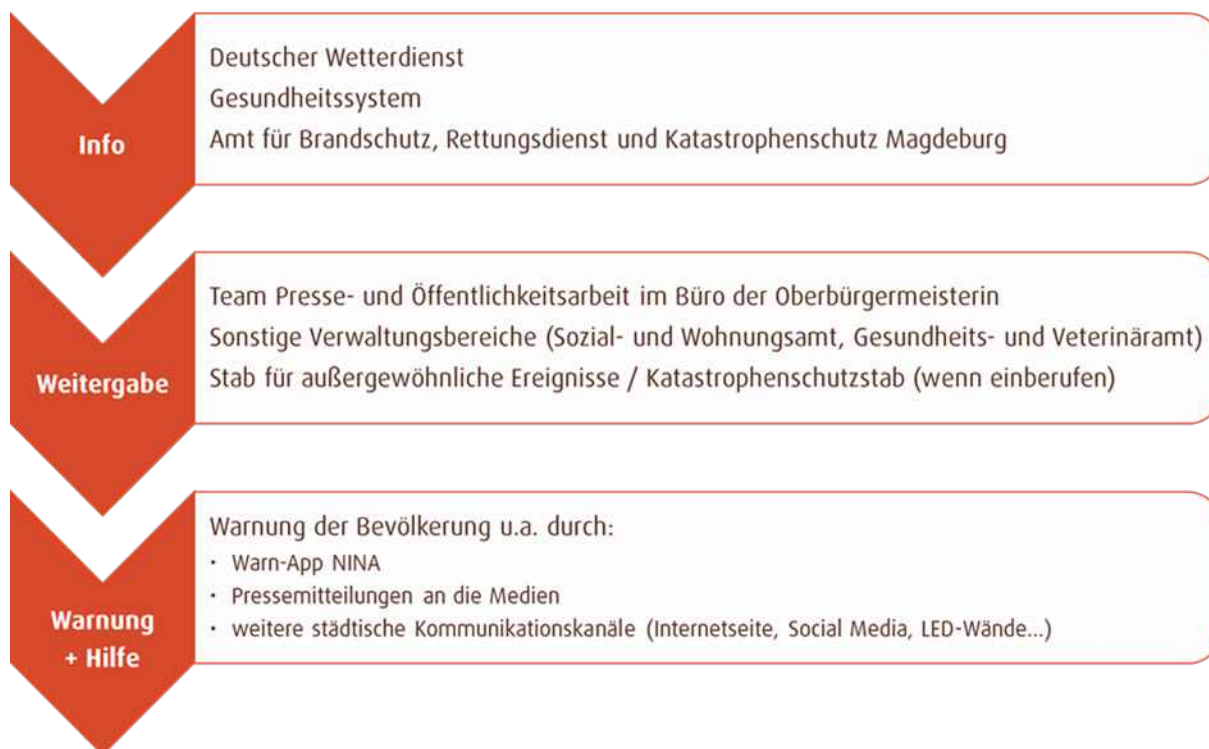 Info
Deutscher Wetterdienst
Gesundheitssystem
Amt für Brandschutz, Rettungsdienst und Katastrophenschutz Magdeburg
Weitergabe
Team Presse- und Öffentlichkeitsarbeit im Büro der Oberbürgermeisterin
Sonstige Verwaltungsbereiche (Sozial- und Wohnungsamt, Gesundheits- und Veterinäramt)
Stab für außergewöhnliche Ereignisse / Katastrophenschutzstab (wenn einberufen)
Warnung
+ Hilfe
Warnung der Bevölkerung u.a. durch:
• Warn-App NINA
• Pressemitteilungen an die Medien
• weitere städtische Kommunikationskanäle (Internetseite, Social Media, LED-Wände...)